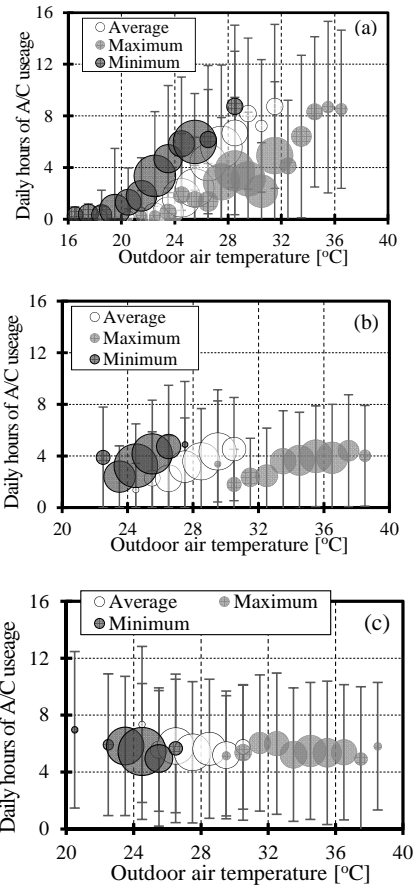 (a)
Average
Maximum
Minimum
16
12
8
4
0
Daily hours of A/C useage
16 20 24 28 32 36 40
Outdoor air temperature [°C]
(b)
Average
Maximum
Minimum
16
12
8
4
0
Daily hours of A/C useage
20 24 28 32 36 40
Outdoor air temperature [°C]
(c)
Average Maximum
Minimum
16
12
8
4
0
Daily hours of A/C useage
20 24 28 32 36 40
Outdoor air temperature [°C]